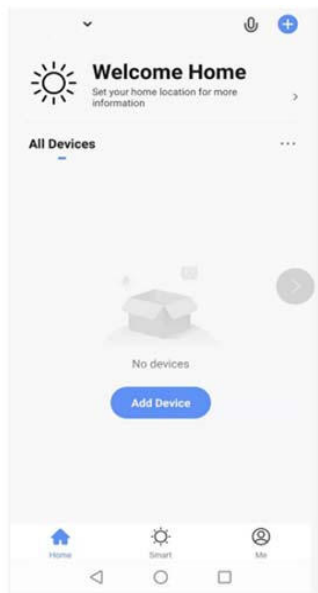 Welcome Home
Set your home location for more
information
All Devices
No devices
Add Device
Home
Smart
Me